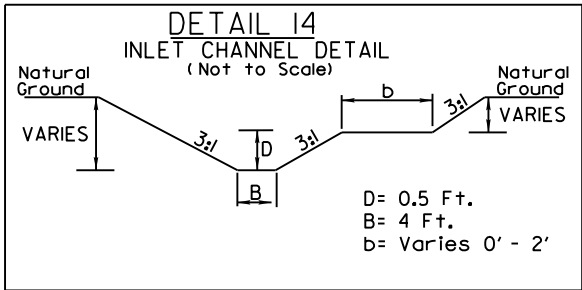 DETAIL 14
INLET CHANNEL DETAIL
(Not to Scale)
Natural
Ground
Natural
Ground
b
VARIES
3:1
D
3:1
3:1
VARIES
B
D= 0.5 Ft.
B= 4 Ft.
b= Varies 0' - 2'